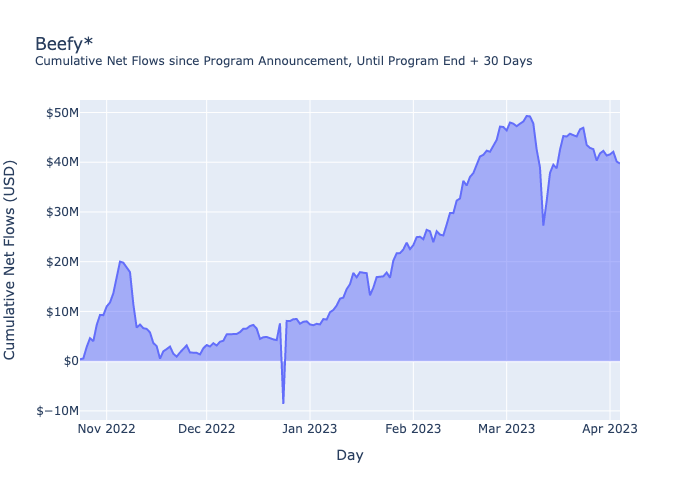 Beefy*
Cumulative Net Flows since Program Announcement, Until Program End + 30 Days
Cumulative Net Flows (USD)
$50M
$40M
$30M
$20M
$10M
$0
$−10M
Nov 2022 Dec 2022 Jan 2023 Feb 2023 Mar 2023 Apr 2023
Day